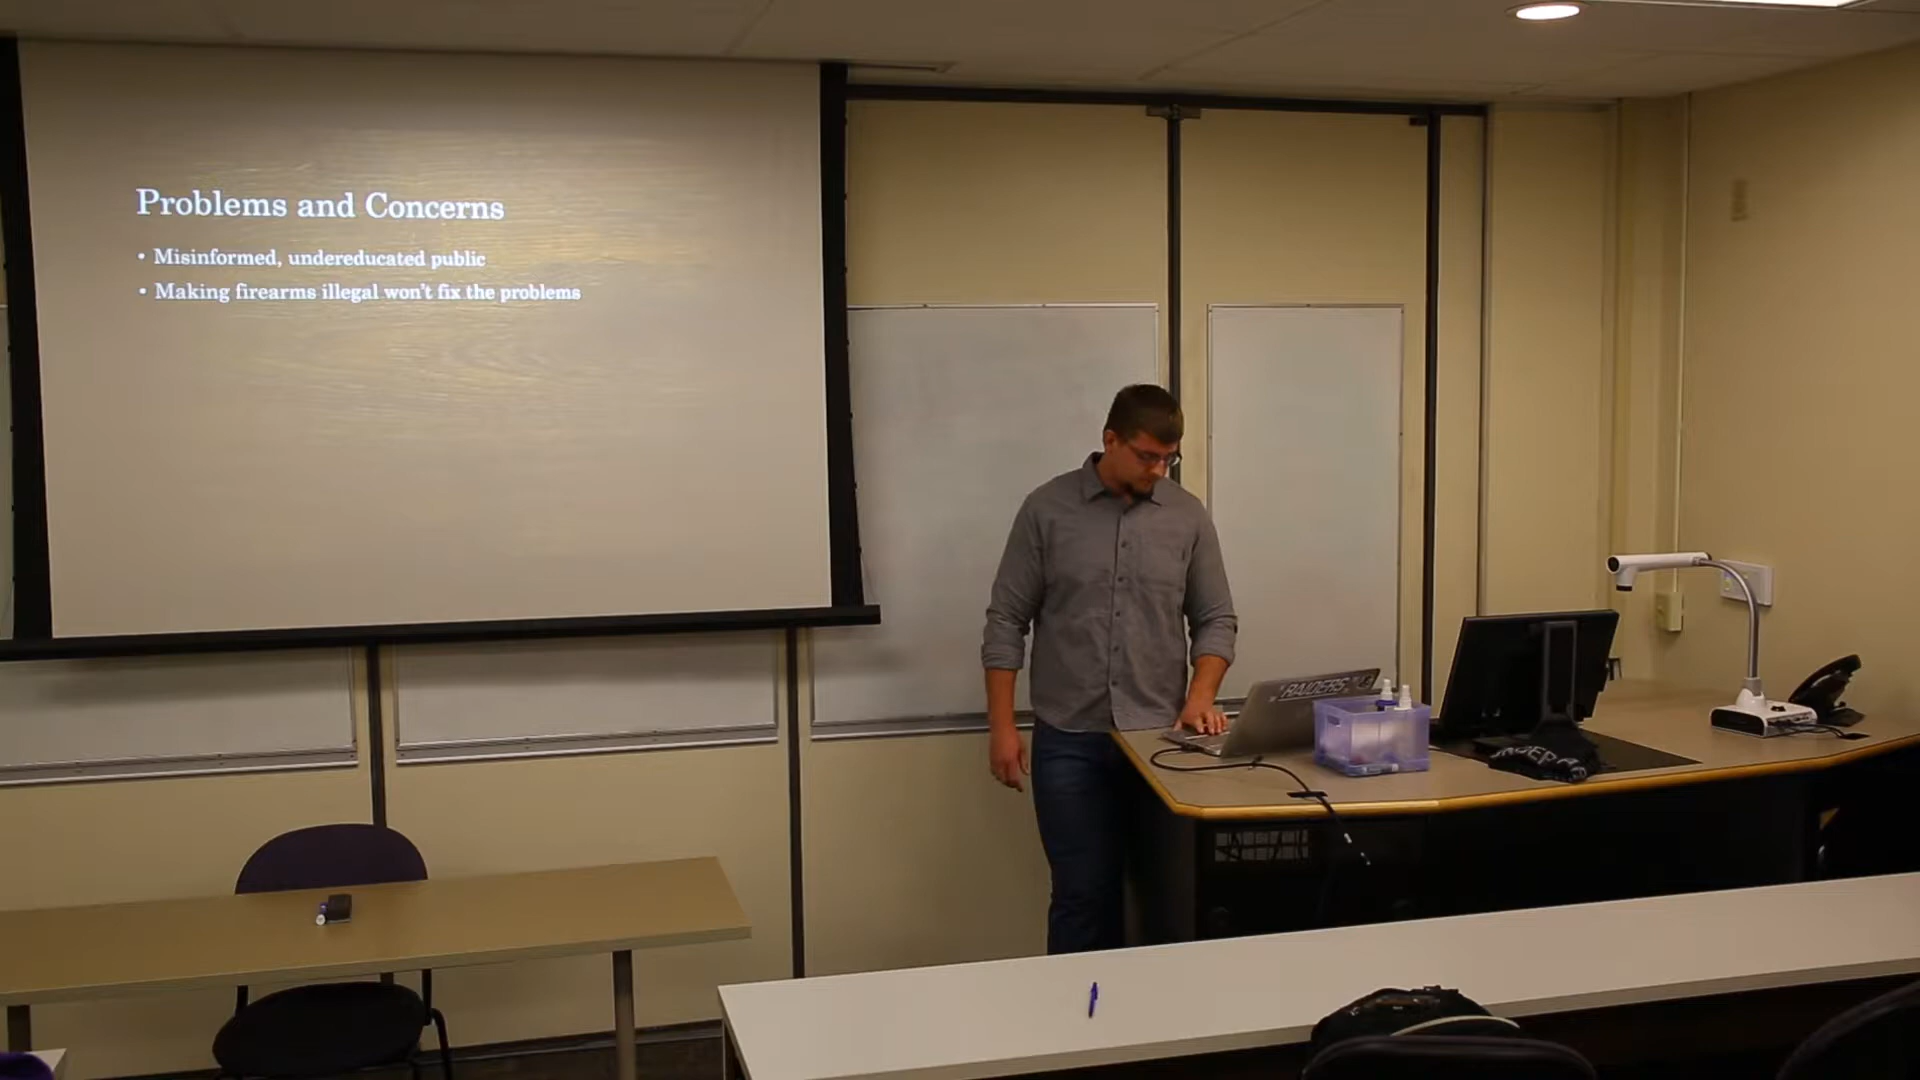 Problems and Concerns
• Misinformed, undereducated public
• Making firearms illegal won't fix the problems
RAIDERS